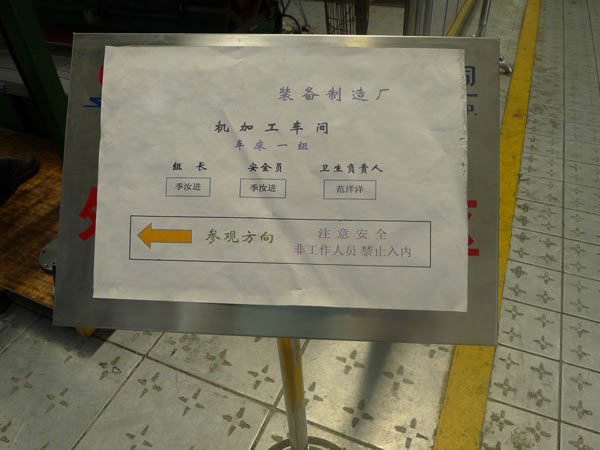 装备制造厂
机加工车间
车床一组
组长 安全员 卫生负责人
季汝进 季汝进 范洋洋
参观方向 注意安全
非工作人员 禁止入内